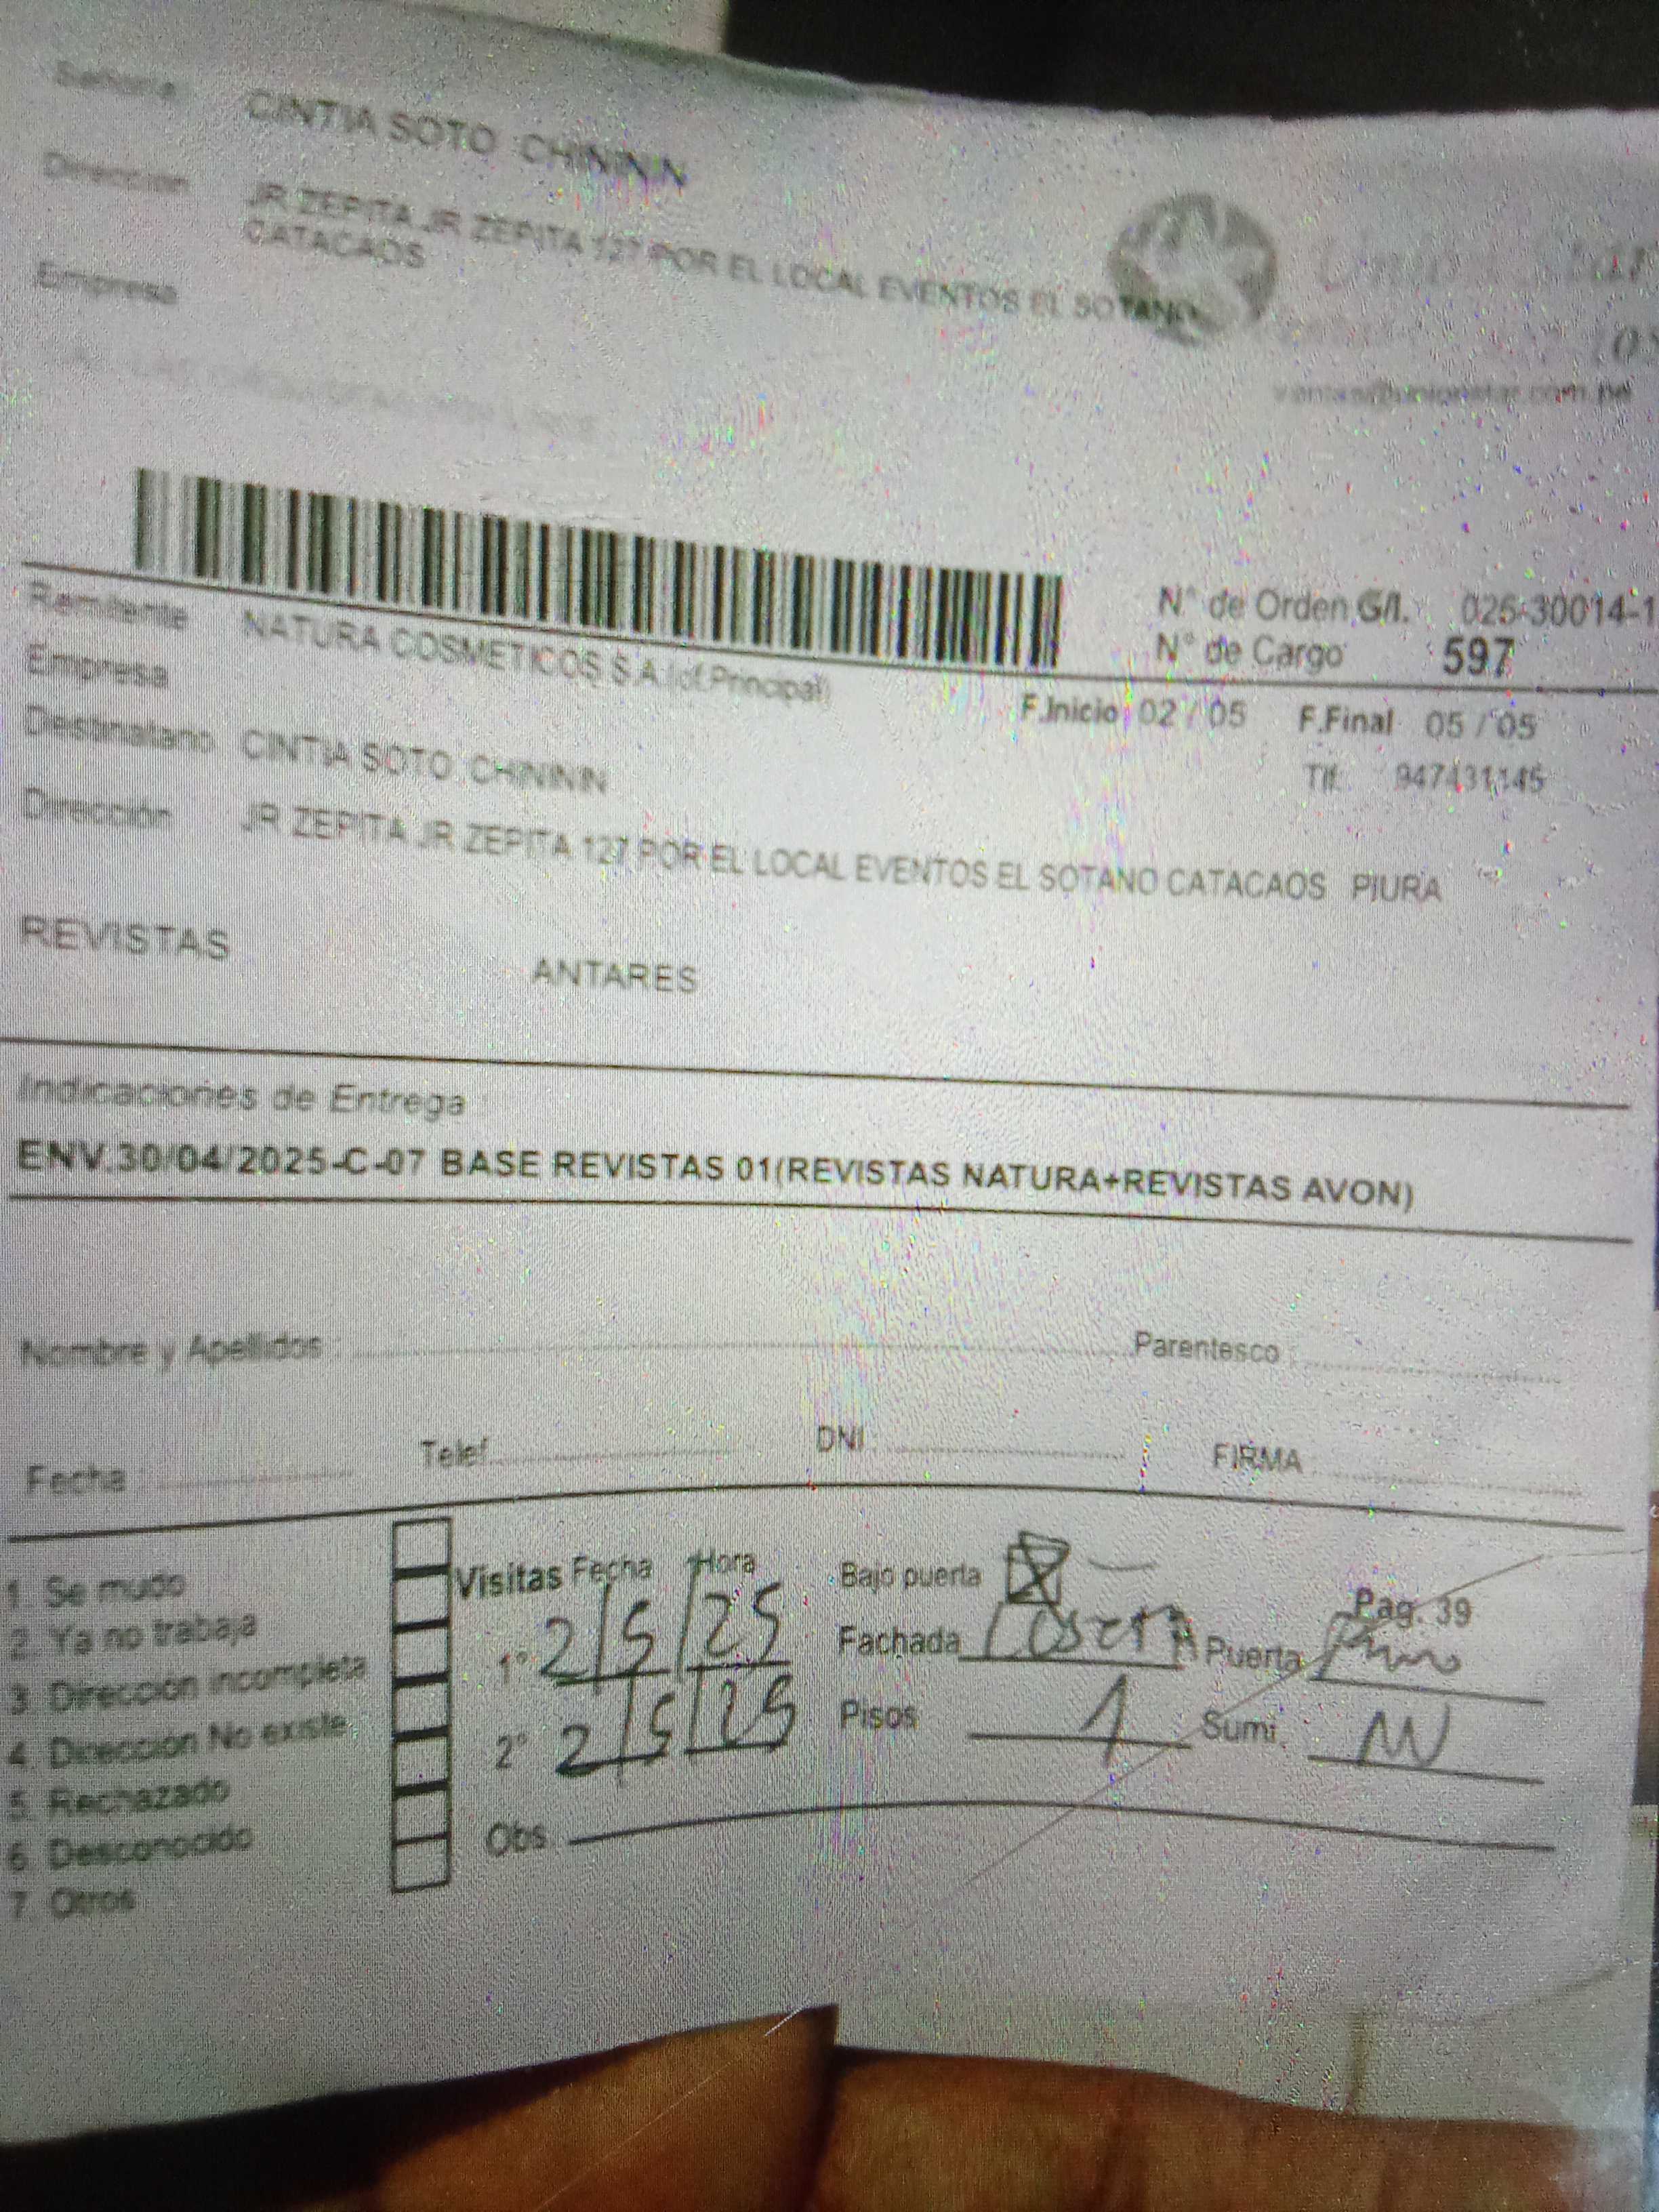 Señor/a CINTIA SOTO CHININN
Dirección JR ZEPITA JR ZEPITA 127 POR EL LOCAL EVENTOS EL SOTANO
CATACAOS
Empresa
ventas@unionstar.com.pe
N° de Orden G/I. 025-30014-1
N° de Cargo 597
Remitente NATURA COSMETICOS S.A.(of.Principal)
Empresa F.Inicio 02 / 05 F.Final 05 / 05
Destinatario CINTIA SOTO CHININN Tlf. 947431145
Dirección JR ZEPITA JR ZEPITA 127 POR EL LOCAL EVENTOS EL SOTANO CATACAOS PIURA
REVISTAS
ANTARES
Indicaciones de Entrega
ENV.30/04/2025-C-07 BASE REVISTAS 01(REVISTAS NATURA+REVISTAS AVON)
Nombre y Apellidos Parentesco
Fecha Telef. DNI FIRMA
1. Se mudo
2. Ya no trabaja
3. Dirección incompleta
4. Dirección No existe
5. Rechazado
6. Desconocido
7. Otros
Visitas Fecha Hora
1° 2/5/25
2° 2/5/25
Obs.
Bajo puerta
Pag. 39
Fachada Puerta
Pisos 1 Sumi.